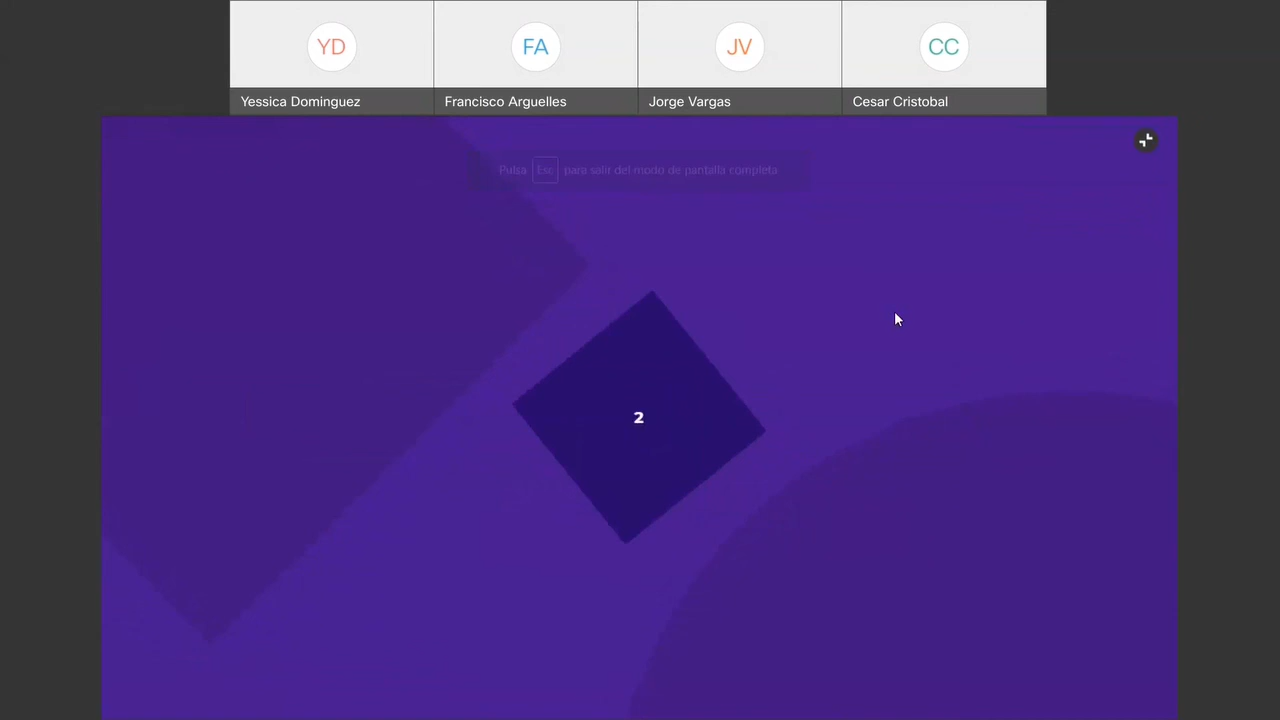 YD
FA
JV
CC
Yessica Dominguez
Francisco Arguelles
Jorge Vargas
Cesar Cristobal
Pulsa Esc para salir del modo de pantalla completa
2